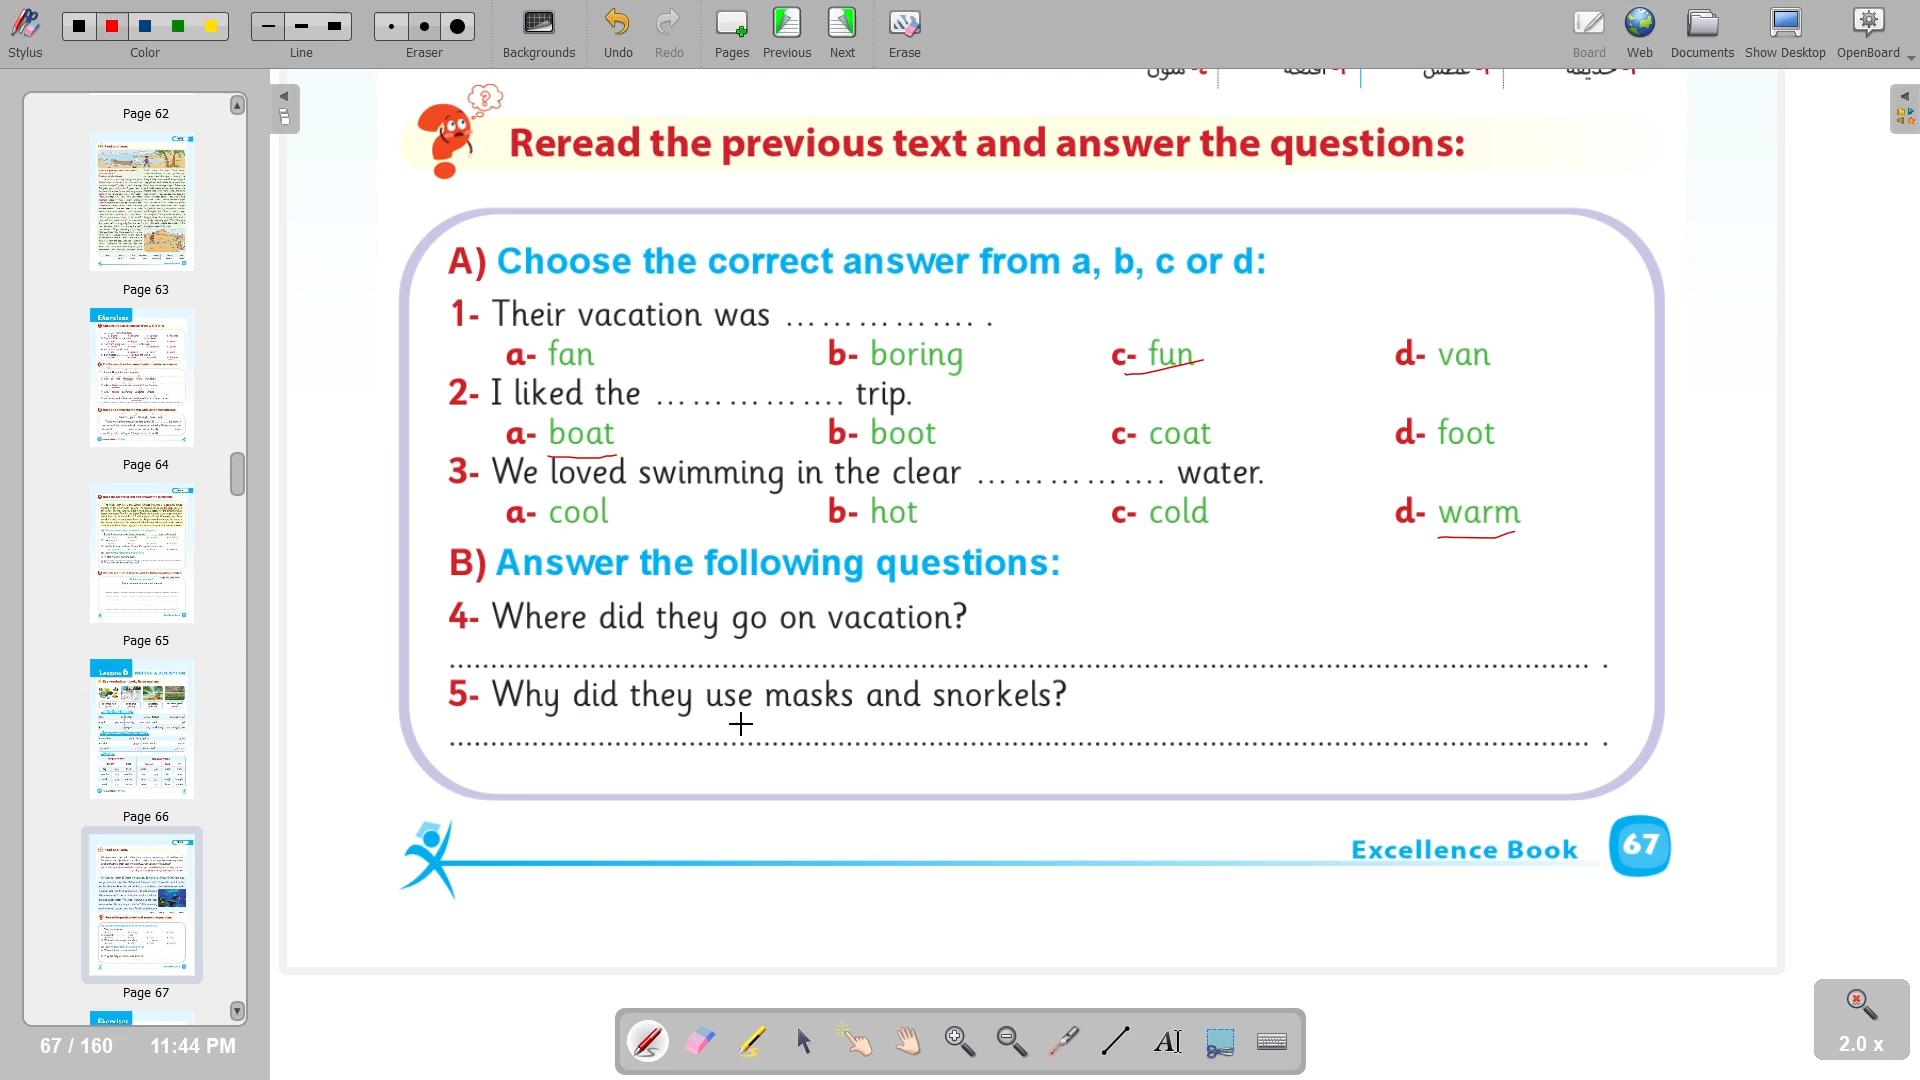 Stylus
Color
Line
Eraser
Backgrounds
Undo
Redo
Pages
Previous
Next
Erase
Board
Web
Documents
Show Desktop
OpenBoard
Page 62
Page 63
Exercises
Page 64
Page 65
Lesson 6
Page 66
Page 67
Exercises
67 / 160 11:44 PM
Reread the previous text and answer the questions:
A) Choose the correct answer from a, b, c or d:
1- Their vacation was ................ .
a- fan b- boring c- fun d- van
2- I liked the ................ trip.
a- boat b- boot c- coat d- foot
3- We loved swimming in the clear ................ water.
a- cool b- hot c- cold d- warm
B) Answer the following questions:
4- Where did they go on vacation?
5- Why did they use masks and snorkels?
Excellence Book 67
2.0 x